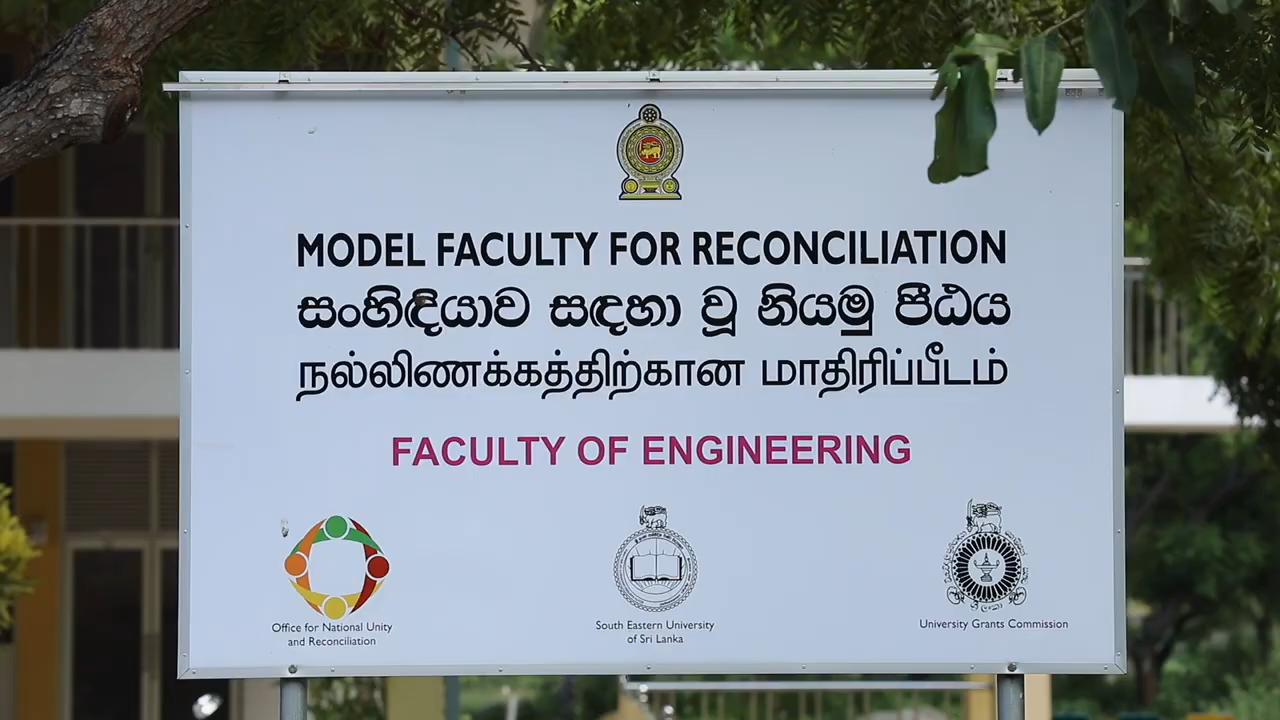 MODEL FACULTY FOR RECONCILIATION
සංහිඳියාව සඳහා වූ නියමු පීඨය
நல்லிணக்கத்திற்கான மாதிரிப்பீடம்
FACULTY OF ENGINEERING
Office for National Unity
and Reconciliation
South Eastern University
of Sri Lanka
University Grants Commission